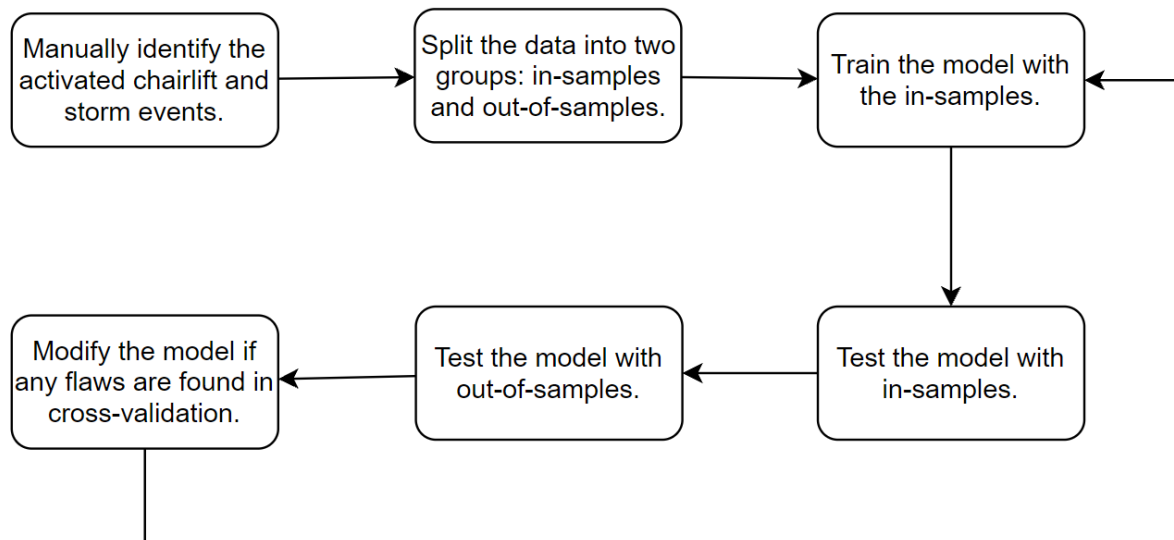 Manually identify the
activated chairlift and
storm events.
Split the data into two
groups: in-samples
and out-of-samples.
Train the model with
the in-samples.
Test the model with
in-samples.
Test the model with
out-of-samples.
Modify the model if
any flaws are found in
cross-validation.